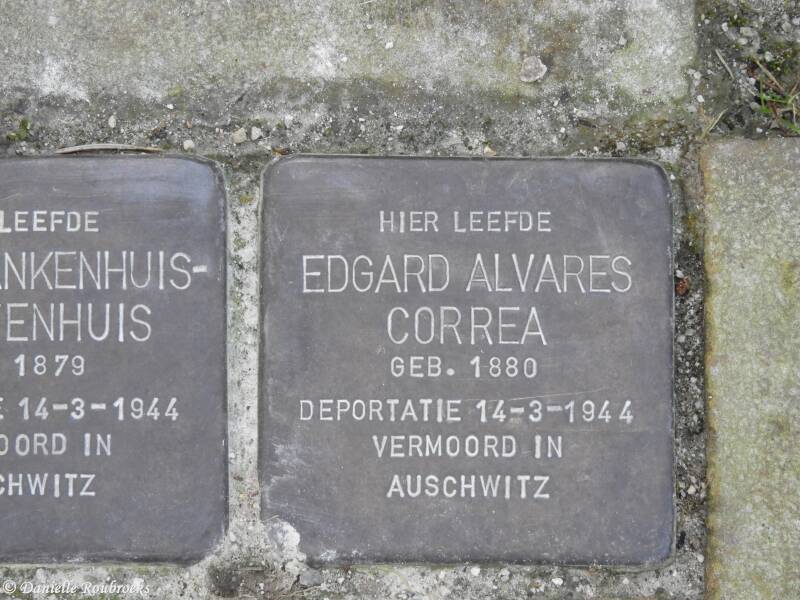 LEEFDE
ANKENHUIS-
ENHUIS
1879
14-3-1944
OORD IN
CHWITZ
HIER LEEFDE
EDGARD ALVARES
CORREA
GEB. 1880
DEPORTATIE 14-3-1944
VERMOORD IN
AUSCHWITZ
© Danielle Roubroeks